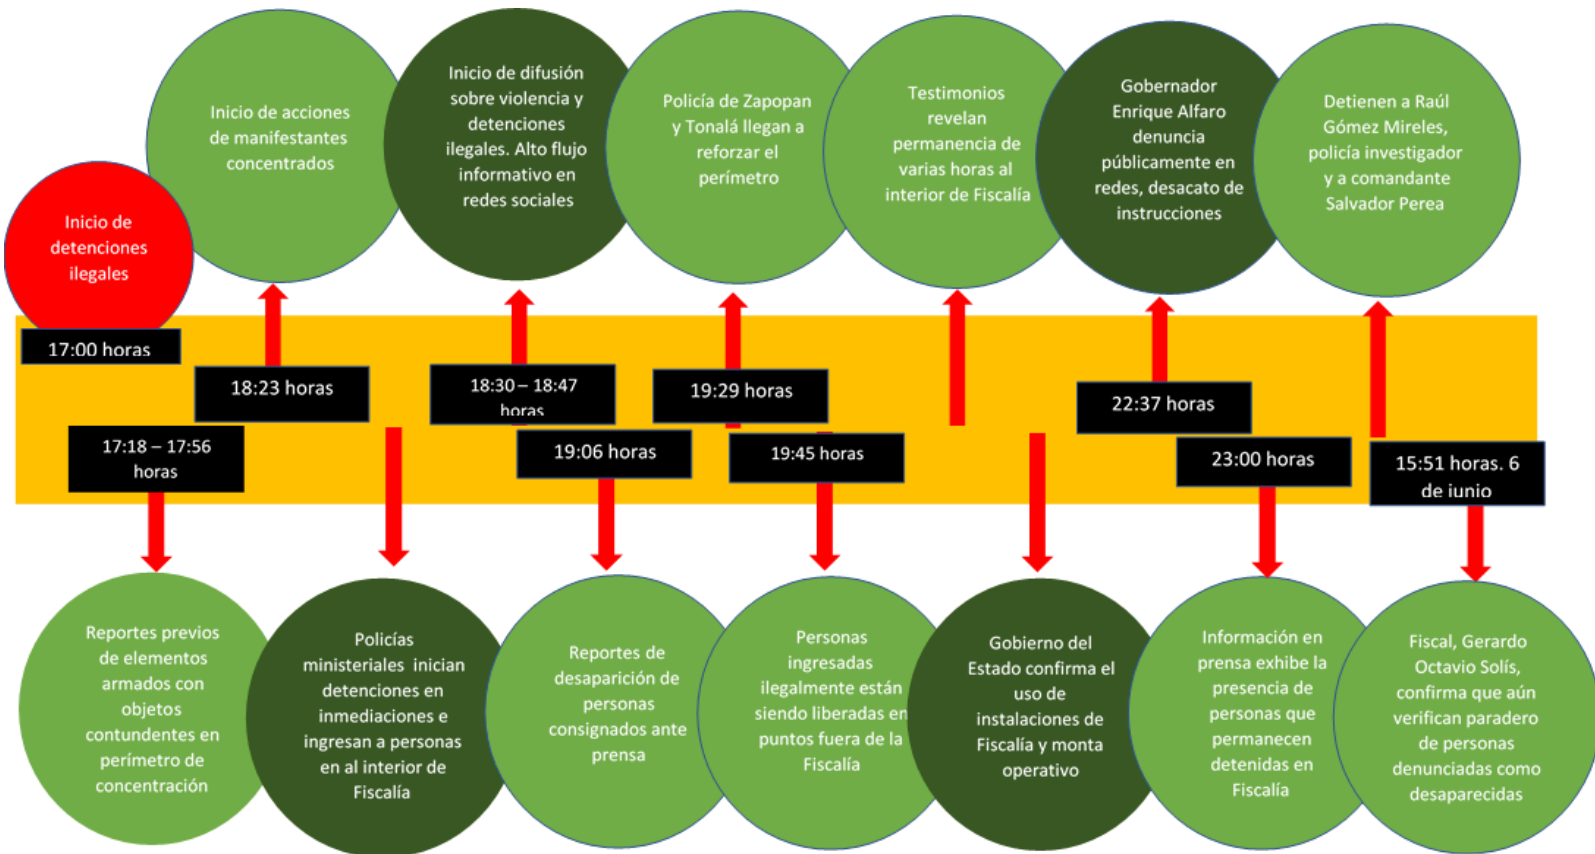 Inicio de
detenciones
ilegales
Inicio de acciones
de manifestantes
concentrados
Inicio de difusión
sobre violencia y
detenciones
ilegales. Alto flujo
informativo en
redes sociales
Policía de Zapopan
y Tonalá llegan a
reforzar el
perímetro
Testimonios
revelan
permanencia de
varias horas al
interior de Fiscalía
Gobernador
Enrique Alfaro
denuncia
públicamente en
redes, desacato de
instrucciones
Detienen a Raúl
Gómez Mireles,
policía investigador
y a comandante
Salvador Perea
17:00 horas
18:23 horas
18:30 – 18:47
horas
19:29 horas
22:37 horas
17:18 – 17:56
horas
19:06 horas
19:45 horas
23:00 horas
15:51 horas. 6
de junio
Reportes previos
de elementos
armados con
objetos
contundentes en
perímetro de
concentración
Policías
ministeriales inician
detenciones en
inmediaciones e
ingresan a personas
en al interior de
Fiscalía
Reportes de
desaparición de
personas
consignados ante
prensa
Personas
ingresadas
ilegalmente están
siendo liberadas en
puntos fuera de la
Fiscalía
Gobierno del
Estado confirma el
uso de
instalaciones de
Fiscalía y monta
operativo
Información en
prensa exhibe la
presencia de
personas que
permanecen
detenidas en
Fiscalía
Fiscal, Gerardo
Octavio Solís,
confirma que aún
verifican paradero
de personas
denunciadas como
desaparecidas